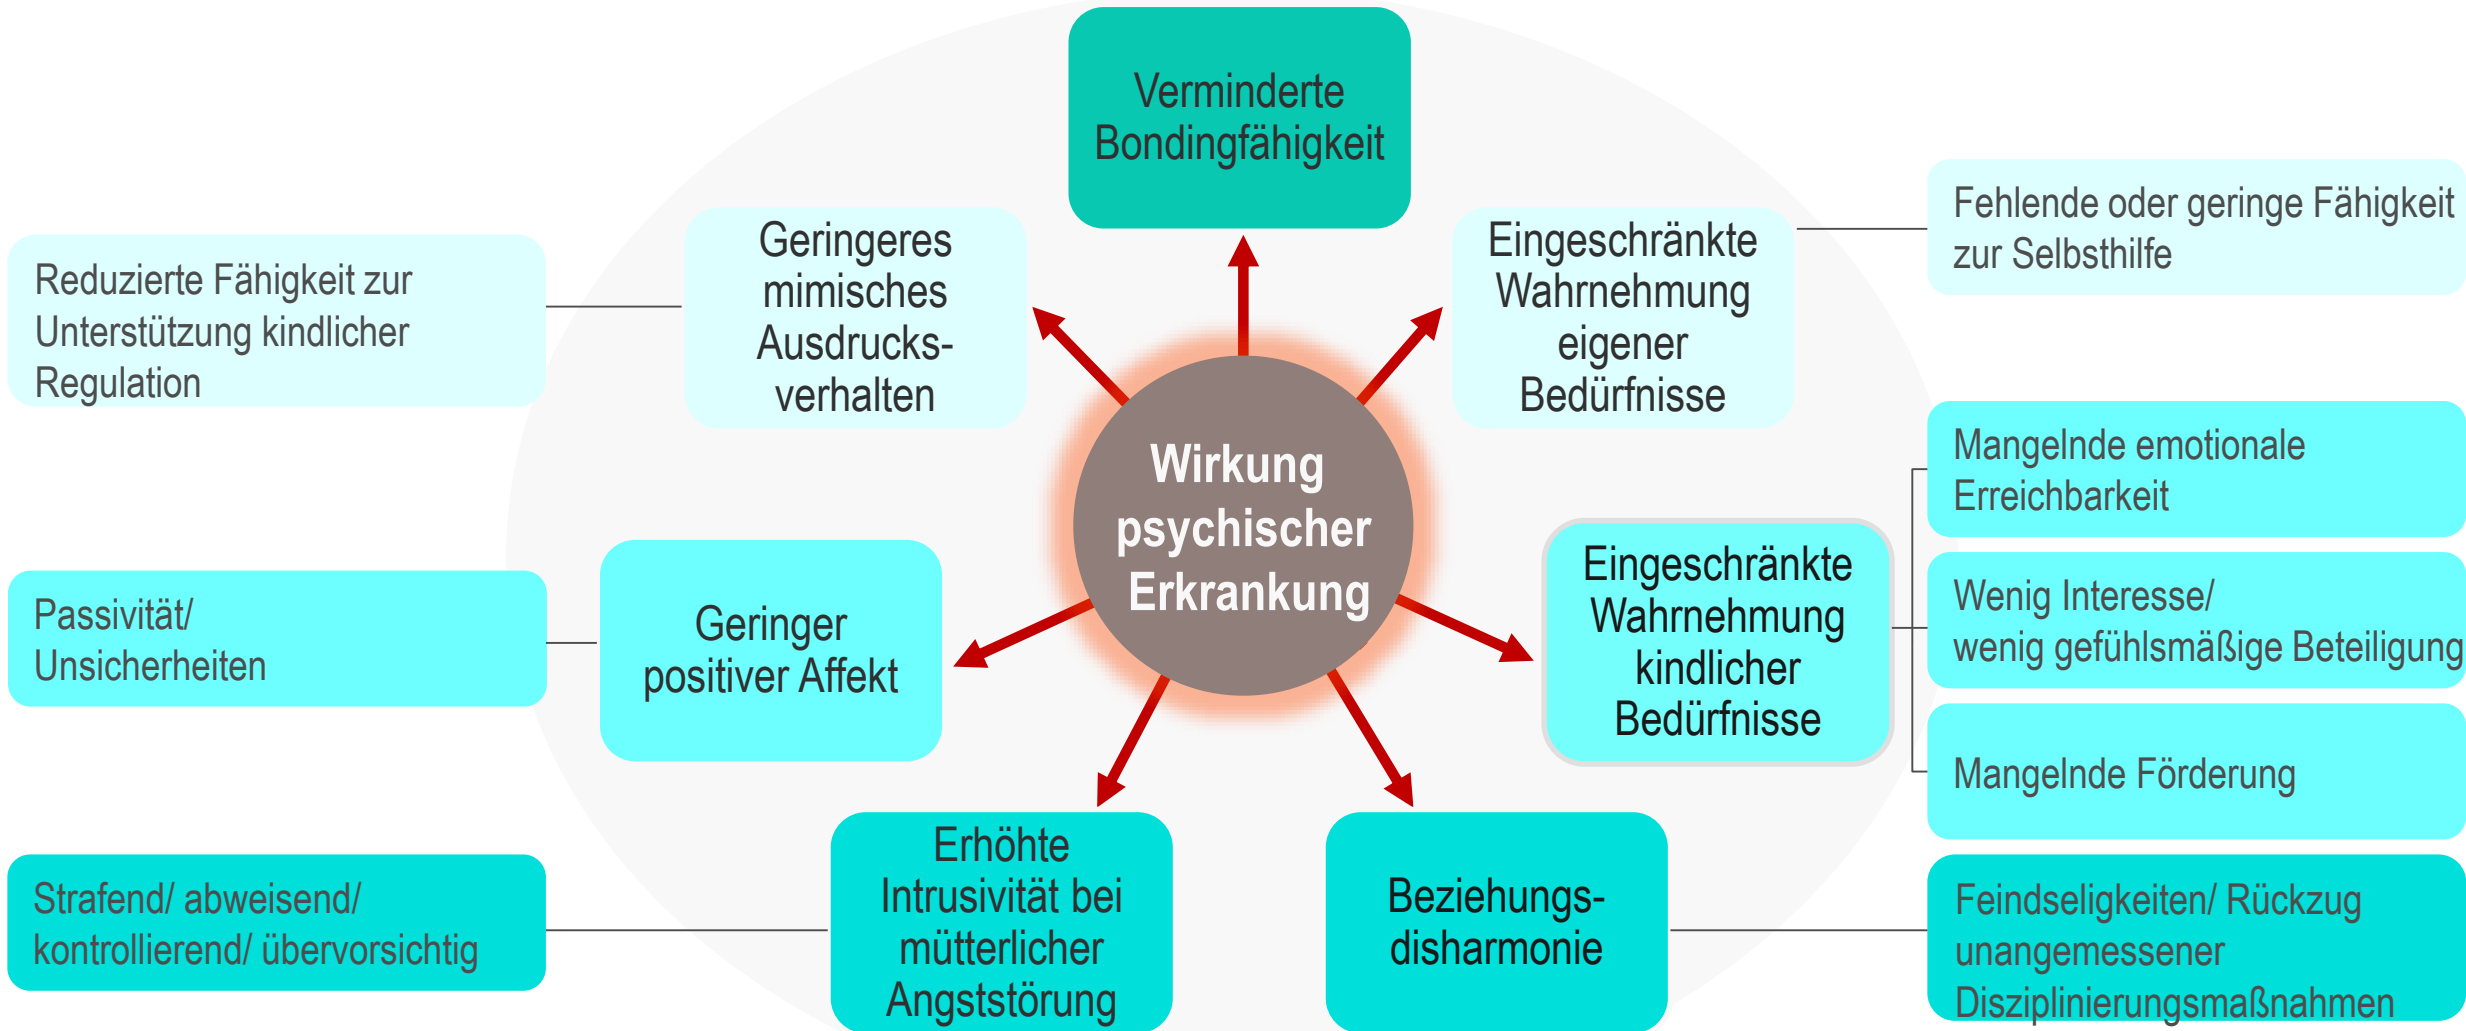 Verminderte
Bondingfähigkeit
Geringeres
mimisches
Ausdrucks-
verhalten
Reduzierte Fähigkeit zur
Unterstützung kindlicher
Regulation
Eingeschränkte
Wahrnehmung
eigener
Bedürfnisse
Fehlende oder geringe Fähigkeit
zur Selbsthilfe
Wirkung
psychischer
Erkrankung
Mangelnde emotionale
Erreichbarkeit
Eingeschränkte
Wahrnehmung
kindlicher
Bedürfnisse
Wenig Interesse/
wenig gefühlsmäßige Beteiligung
Mangelnde Förderung
Geringer
positiver Affekt
Passivität/
Unsicherheiten
Erhöhte
Intrusivität bei
mütterlicher
Angststörung
Strafend/ abweisend/
kontrollierend/ übervorsichtig
Beziehungs-
disharmonie
Feindseligkeiten/ Rückzug
unangemessener
Disziplinierungsmaßnahmen